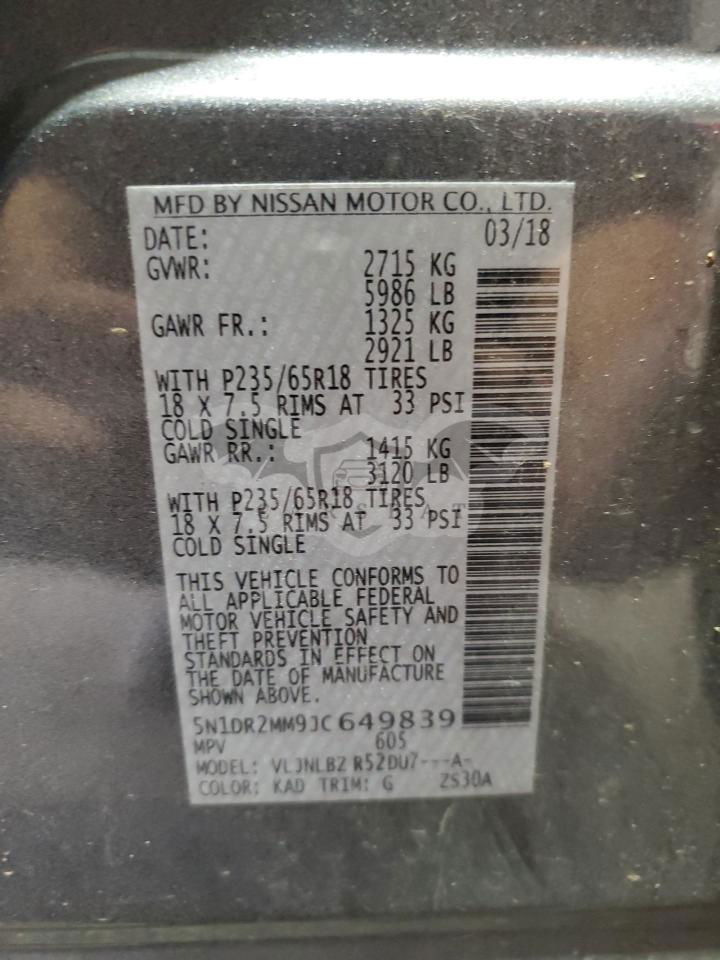 MFD BY NISSAN MOTOR CO., LTD.
DATE: 03/18
GVWR: 2715 KG
5986 LB
GAWR FR.: 1325 KG
2921 LB
WITH P235/65R18 TIRES
18 X 7.5 RIMS AT 33 PSI
COLD SINGLE
GAWR RR.: 1415 KG
3120 LB
WITH P235/65R18 TIRES
18 X 7.5 RIMS AT 33 PSI
COLD SINGLE
THIS VEHICLE CONFORMS TO
ALL APPLICABLE FEDERAL
MOTOR VEHICLE SAFETY AND
THEFT PREVENTION
STANDARDS IN EFFECT ON
THE DATE OF MANUFACTURE
SHOWN ABOVE.
5N1DR2MM9JC649839
MPV 605
MODEL: VLJNLBZ R52DU7---A-
COLOR: KAD TRIM: G ZS30A